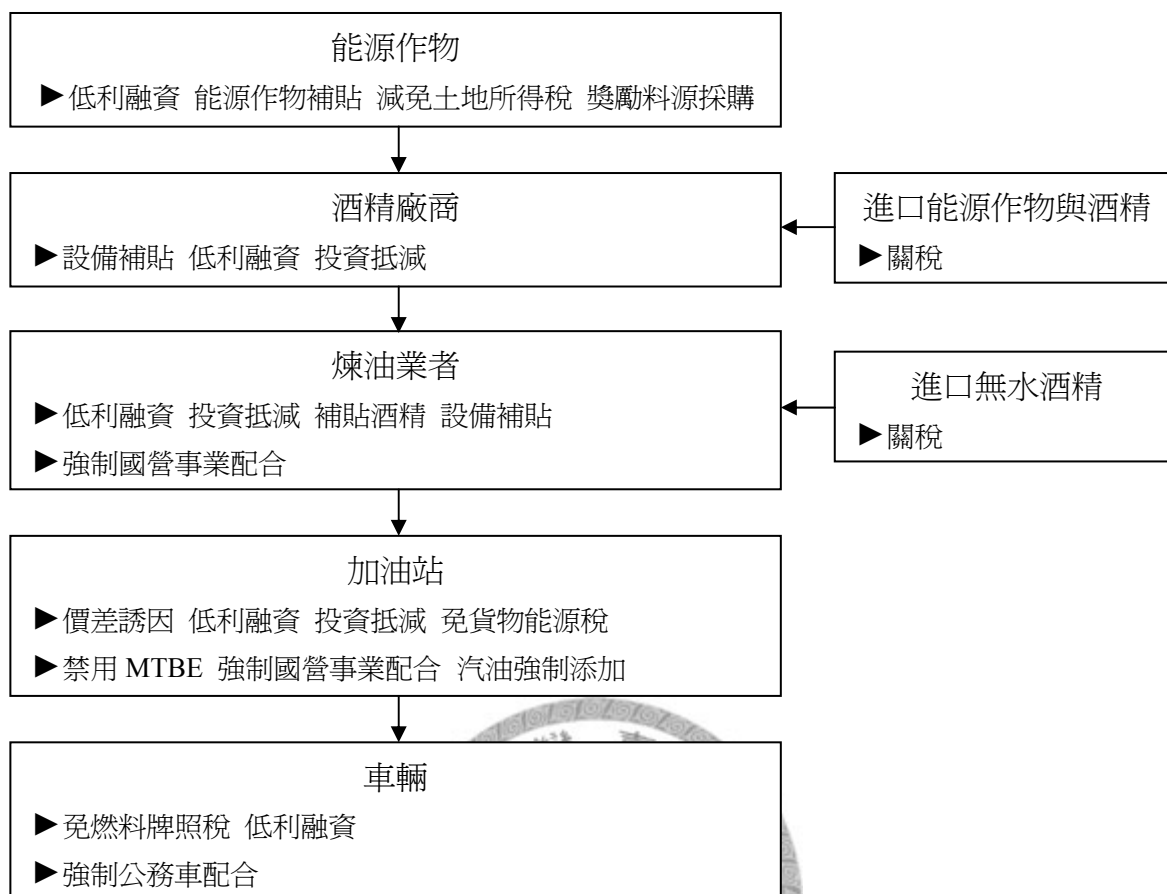 能源作物
►低利融資 能源作物補貼 減免土地所得稅 獎勵料源採購
酒精廠商
►設備補貼 低利融資 投資抵減
進口能源作物與酒精
►關稅
煉油業者
►低利融資 投資抵減 補貼酒精 設備補貼
►強制國營事業配合
進口無水酒精
►關稅
加油站
►價差誘因 低利融資 投資抵減 免貨物能源稅
►禁用 MTBE 強制國營事業配合 汽油強制添加
車輛
►免燃料牌照稅 低利融資
►強制公務車配合